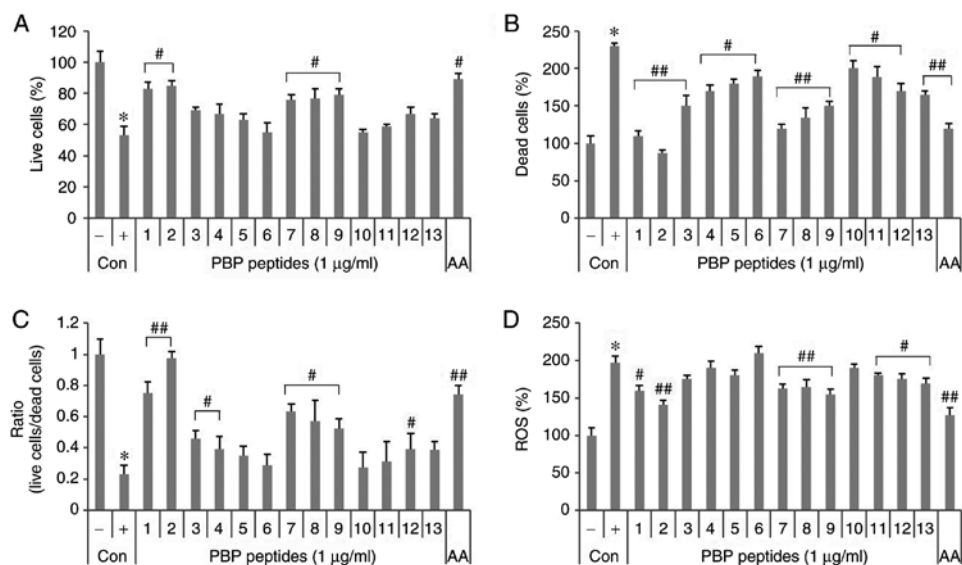 A
Live cells (%)
120
100
80
60
40
20
0
*
#
#
#
− + 1 2 3 4 5 6 7 8 9 10 11 12 13
Con PBP peptides (1 μg/ml) AA
B
Dead cells (%)
250
200
150
100
50
0
*
##
#
##
#
##
− + 1 2 3 4 5 6 7 8 9 10 11 12 13
Con PBP peptides (1 μg/ml) AA
C
Ratio
(live cells/dead cells)
1.2
1
0.8
0.6
0.4
0.2
0
*
##
#
#
#
##
− + 1 2 3 4 5 6 7 8 9 10 11 12 13
Con PBP peptides (1 μg/ml) AA
D
ROS (%)
250
200
150
100
50
0
*
#
##
##
#
##
− + 1 2 3 4 5 6 7 8 9 10 11 12 13
Con PBP peptides (1 μg/ml) AA